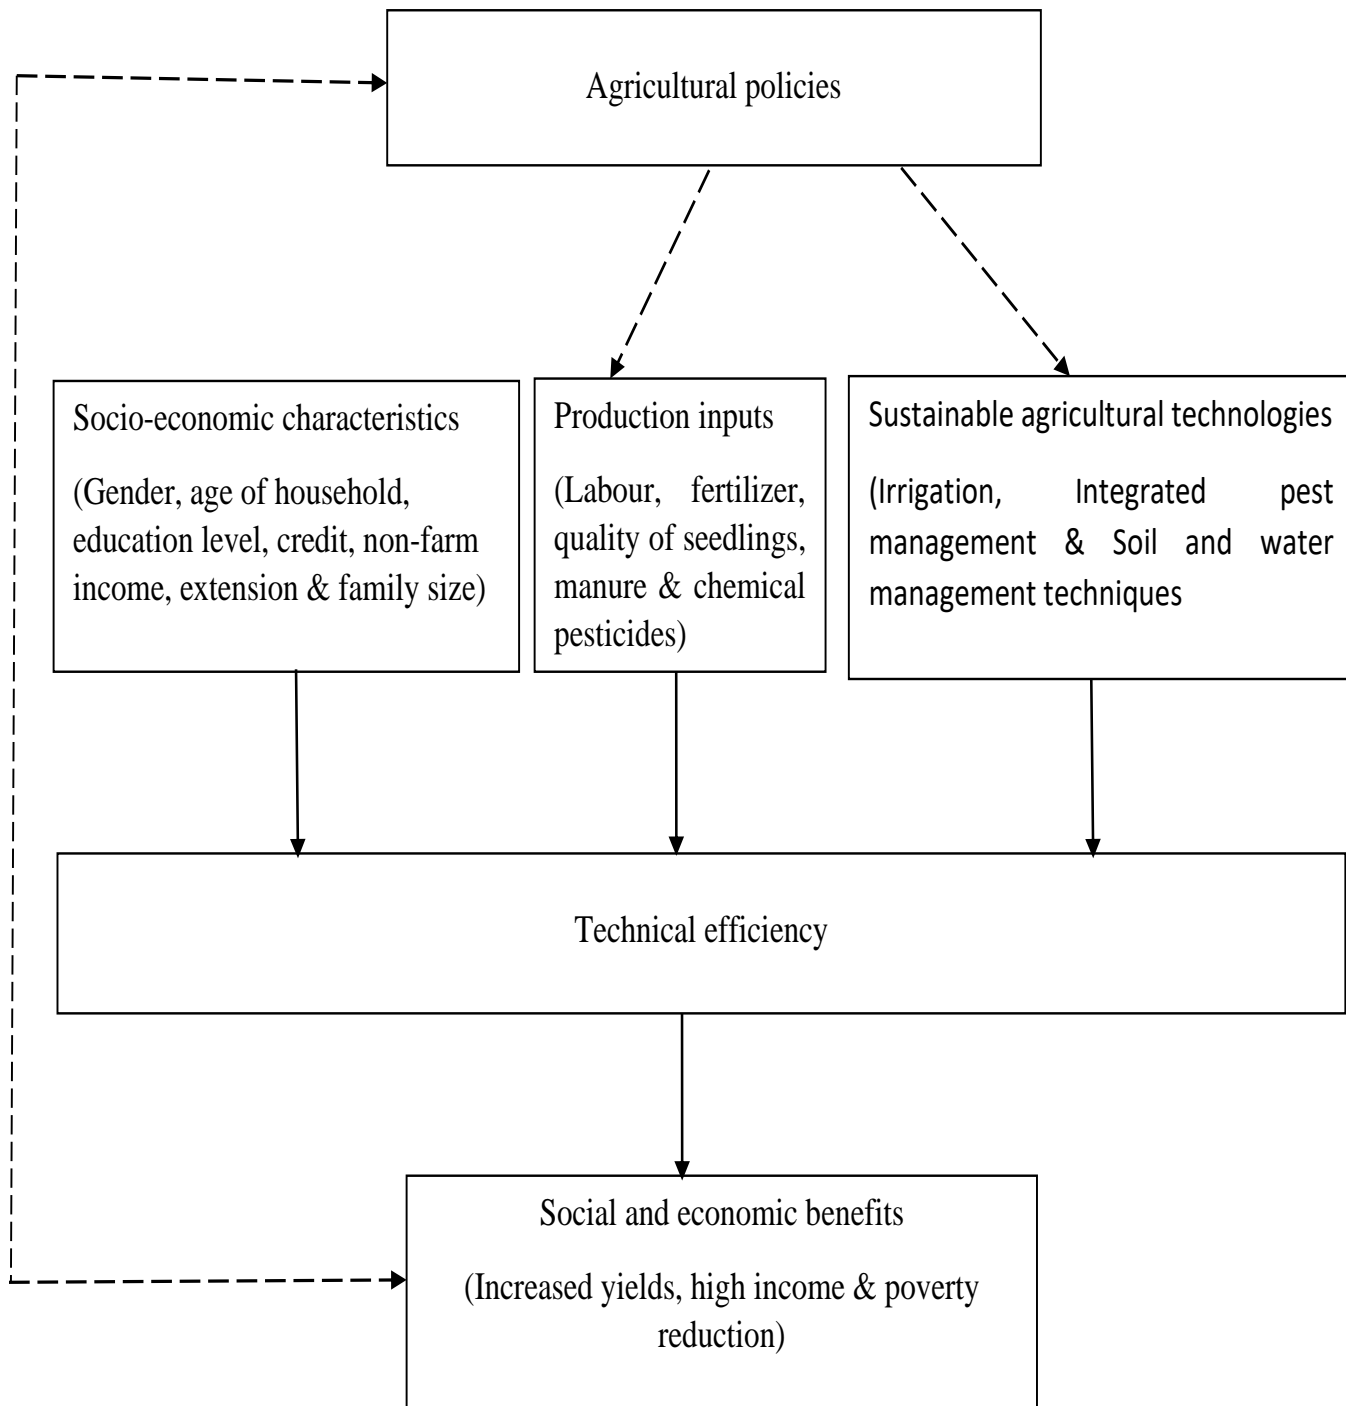 Agricultural policies
Socio-economic characteristics
(Gender, age of household,
education level, credit, non-farm
income, extension & family size)
Production inputs
(Labour, fertilizer,
quality of seedlings,
manure & chemical
pesticides)
Sustainable agricultural technologies
(Irrigation, Integrated pest
management & Soil and water
management techniques
Technical efficiency
Social and economic benefits
(Increased yields, high income & poverty
reduction)